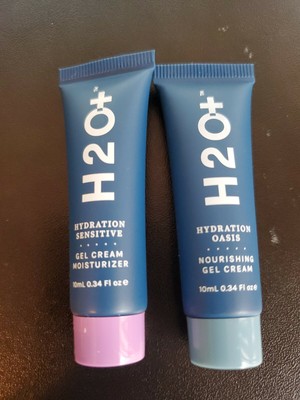 H2O+
HYDRATION
SENSITIVE
GEL CREAM
MOISTURIZER
10mL 0.34 Fl oz e
H2O+
HYDRATION
OASIS
NOURISHING
GEL CREAM
10mL 0.34 Fl oz e